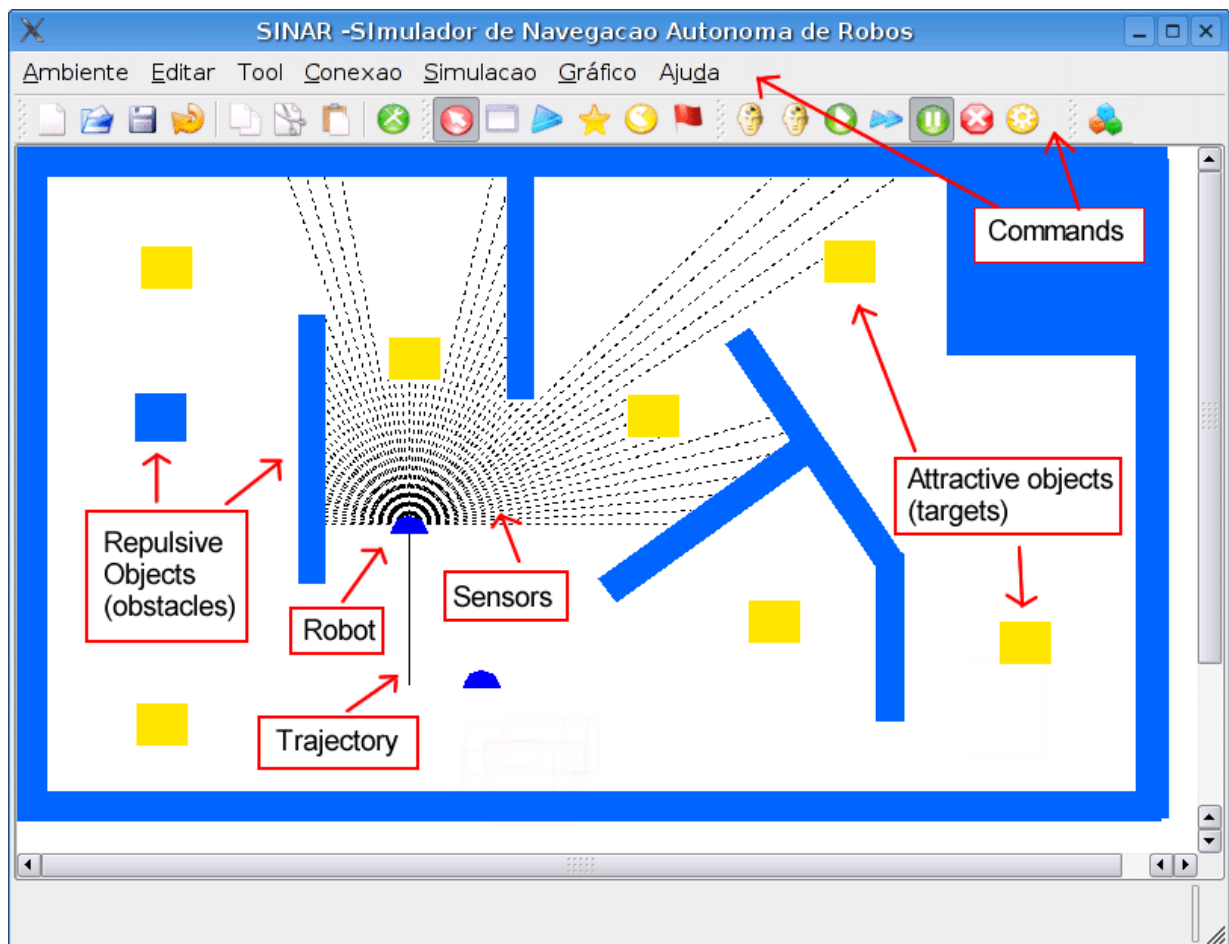 SINAR -SImulador de Navegacao Autonoma de Robos
Ambiente Editar Tool Conexao Simulacao Gráfico Ajuda
Commands
Attractive objects
(targets)
Repulsive
Objects
(obstacles)
Sensors
Robot
Trajectory